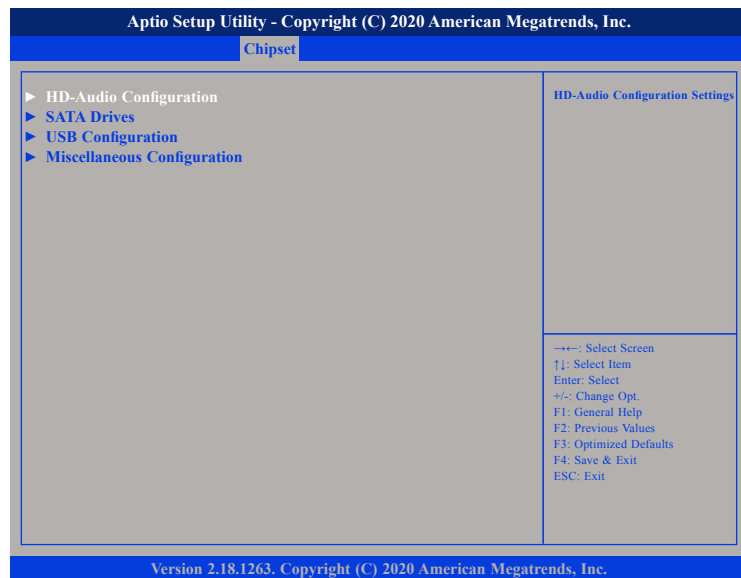 Aptio Setup Utility - Copyright (C) 2020 American Megatrends, Inc.
Chipset
► HD-Audio Configuration
► SATA Drives
► USB Configuration
► Miscellaneous Configuration
HD-Audio Configuration Settings
→←: Select Screen
↑↓: Select Item
Enter: Select
+/-: Change Opt.
F1: General Help
F2: Previous Values
F3: Optimized Defaults
F4: Save & Exit
ESC: Exit
Version 2.18.1263. Copyright (C) 2020 American Megatrends, Inc.